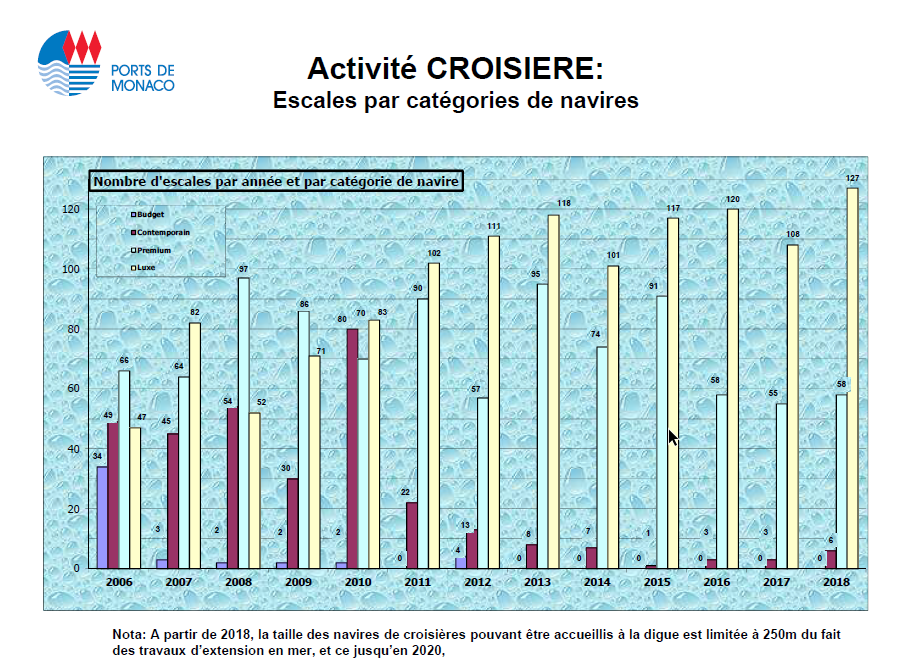 PORTS DE
MONACO
Activité CROISIERE:
Escales par catégories de navires
Nombre d'escales par année et par catégorie de navire
Budget
Contemporain
Premium
Luxe
120
100
80
60
40
20
0
34 49 66 47
3 45 64 82
2 54 97 52
2 30 86 71
2 80 70 83
0 22 90 102
4 13 57 111
0 8 95 118
0 7 74 101
0 1 91 117
0 3 58 120
0 3 55 108
0 6 58 127
2006 2007 2008 2009 2010 2011 2012 2013 2014 2015 2016 2017 2018
Nota: A partir de 2018, la taille des navires de croisières pouvant être accueillis à la digue est limitée à 250m du fait
des travaux d'extension en mer, et ce jusqu'en 2020,